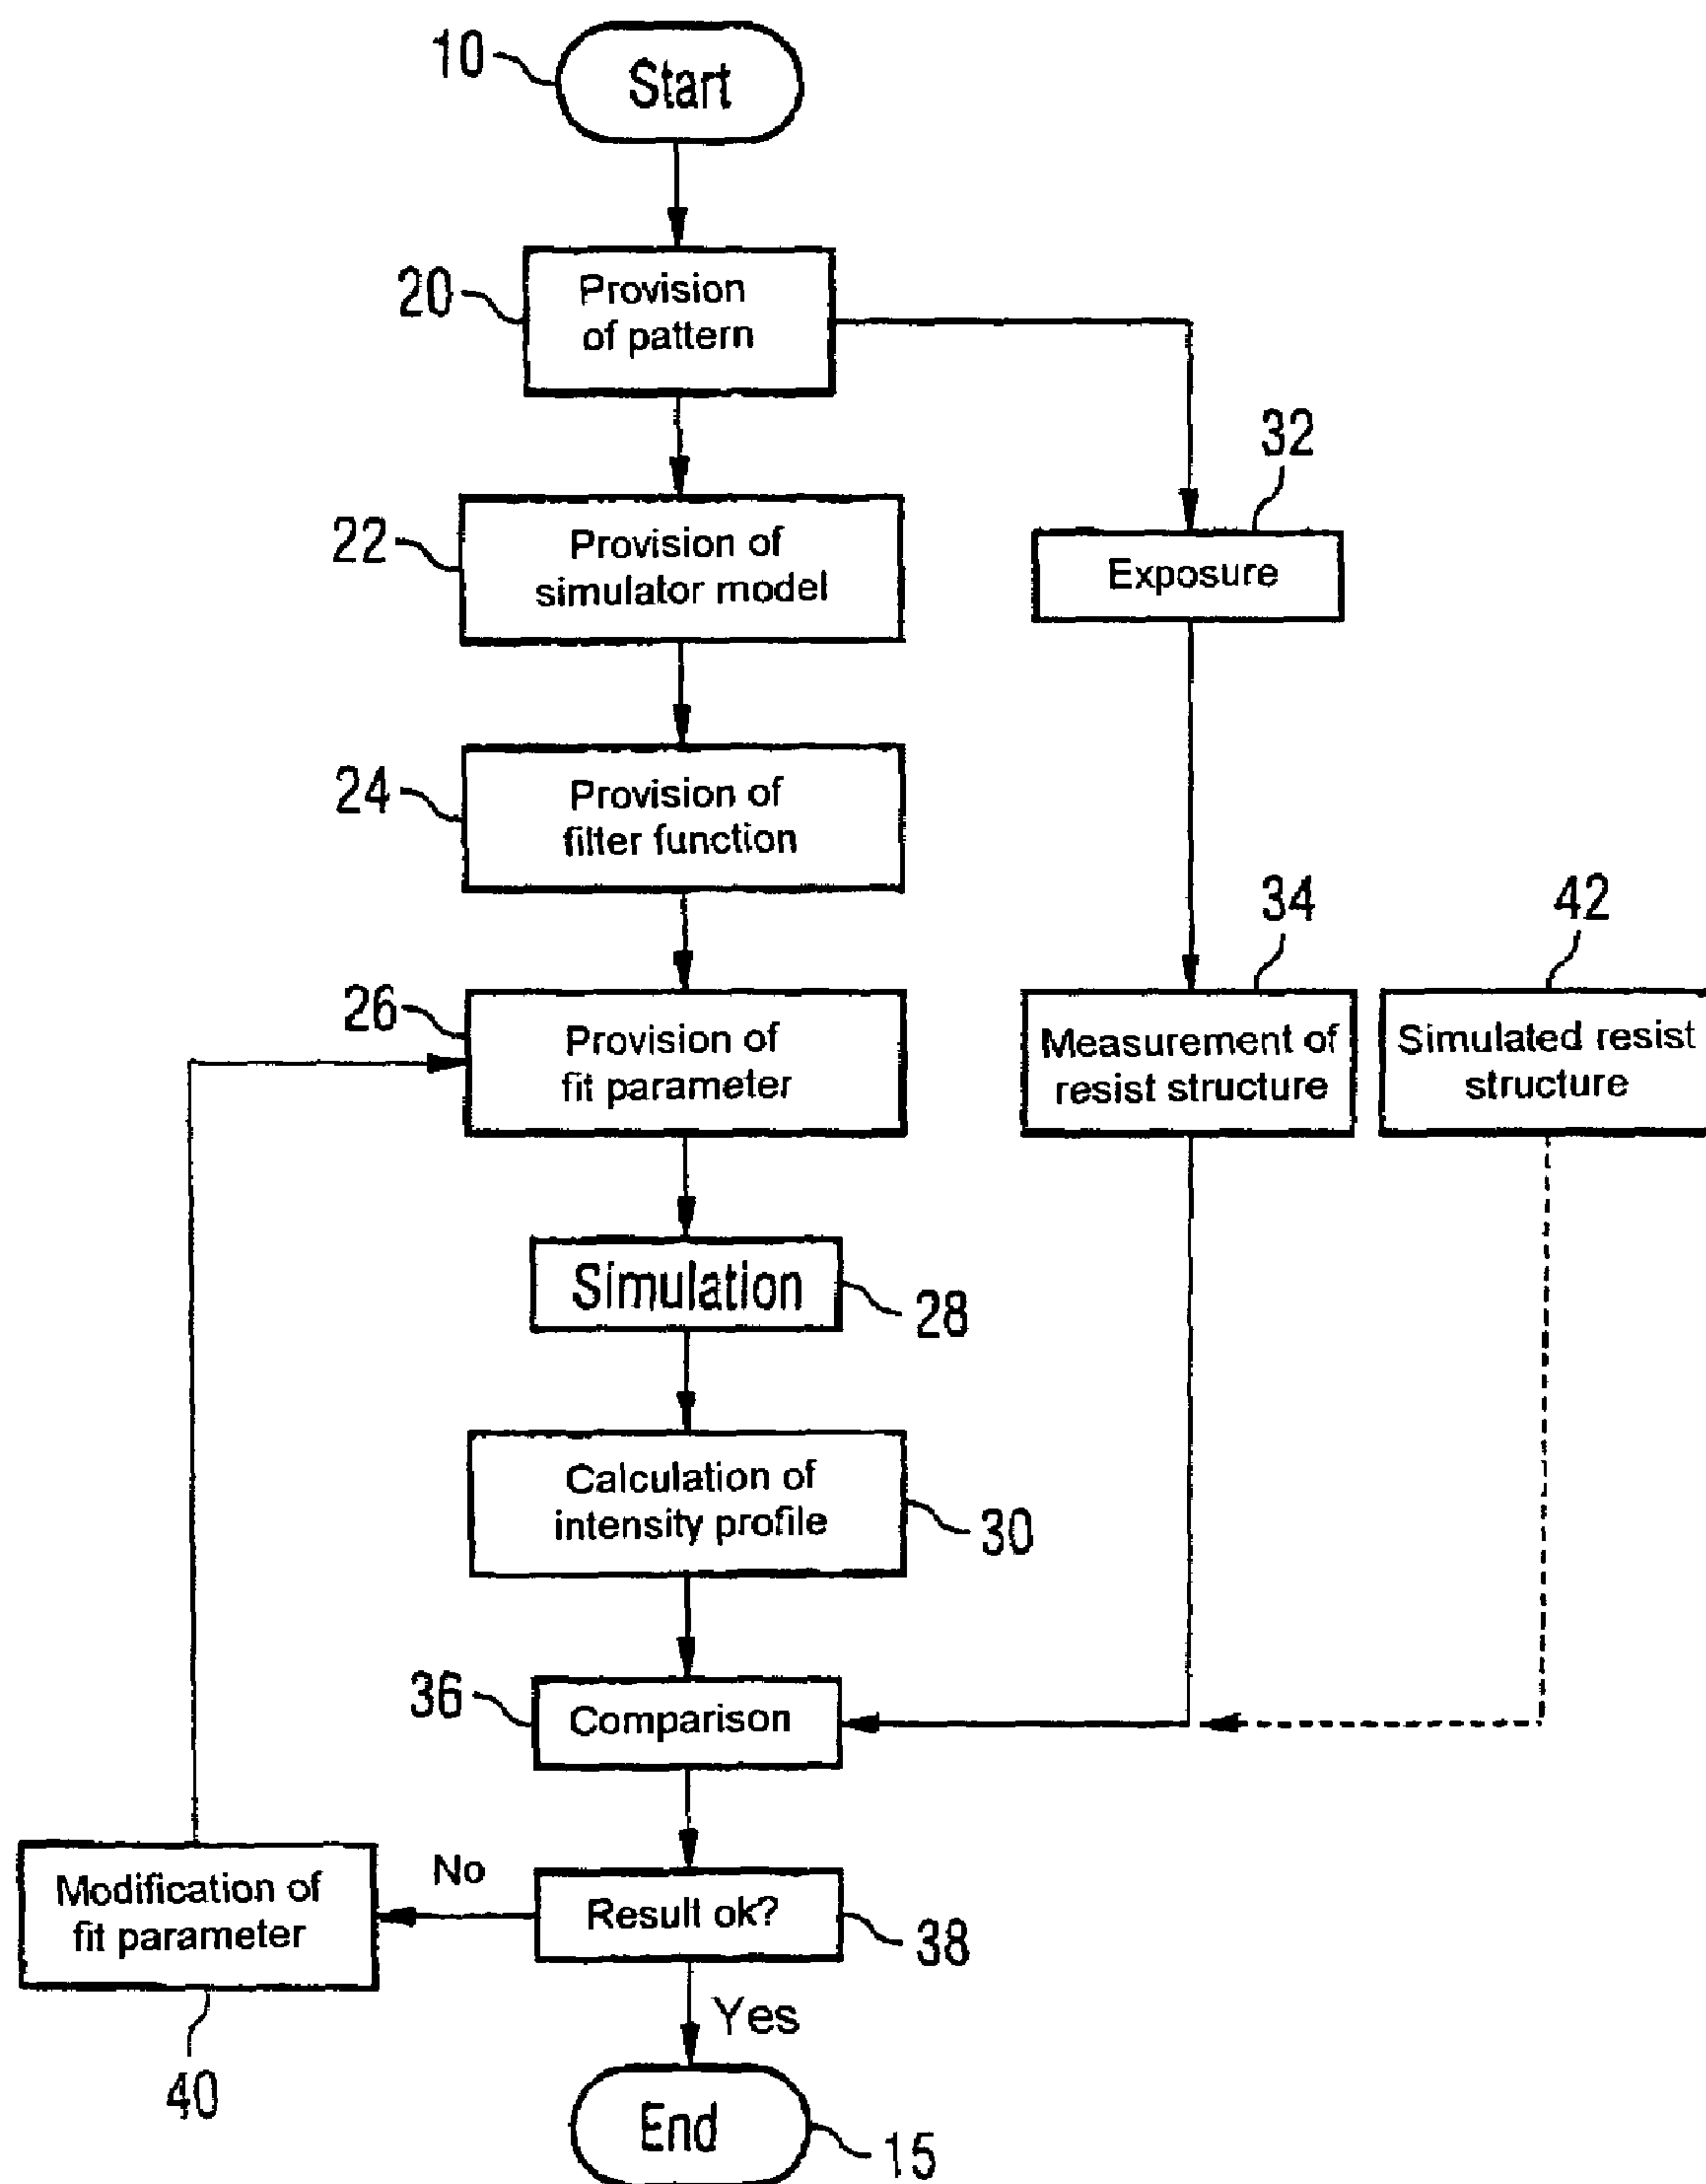 10
Start
20
Provision
of pattern
32
22
Provision of
simulator model
Exposure
24
Provision of
filter function
34
42
26
Provision of
fit parameter
Measurement of
resist structure
Simulated resist
structure
Simulation
28
Calculation of
intensity profile
30
36
Comparison
Modification of
fit parameter
No
Result ok?
38
40
Yes
End
15